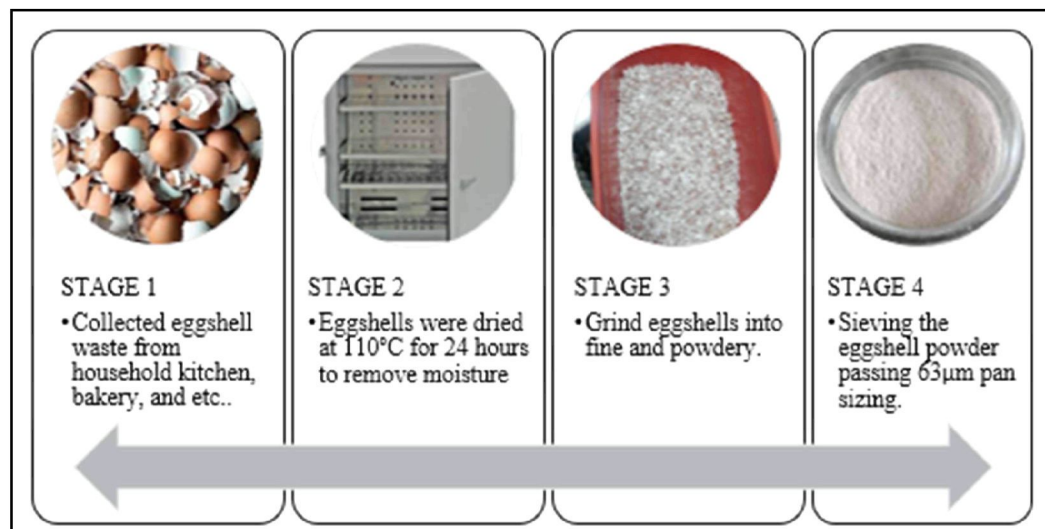 STAGE 1
•Collected eggshell
waste from
household kitchen,
bakery, and etc..
STAGE 2
•Eggshells were dried
at 110°C for 24 hours
to remove moisture
STAGE 3
•Grind eggshells into
fine and powdery.
STAGE 4
•Sieving the
eggshell powder
passing 63µm pan
sizing.